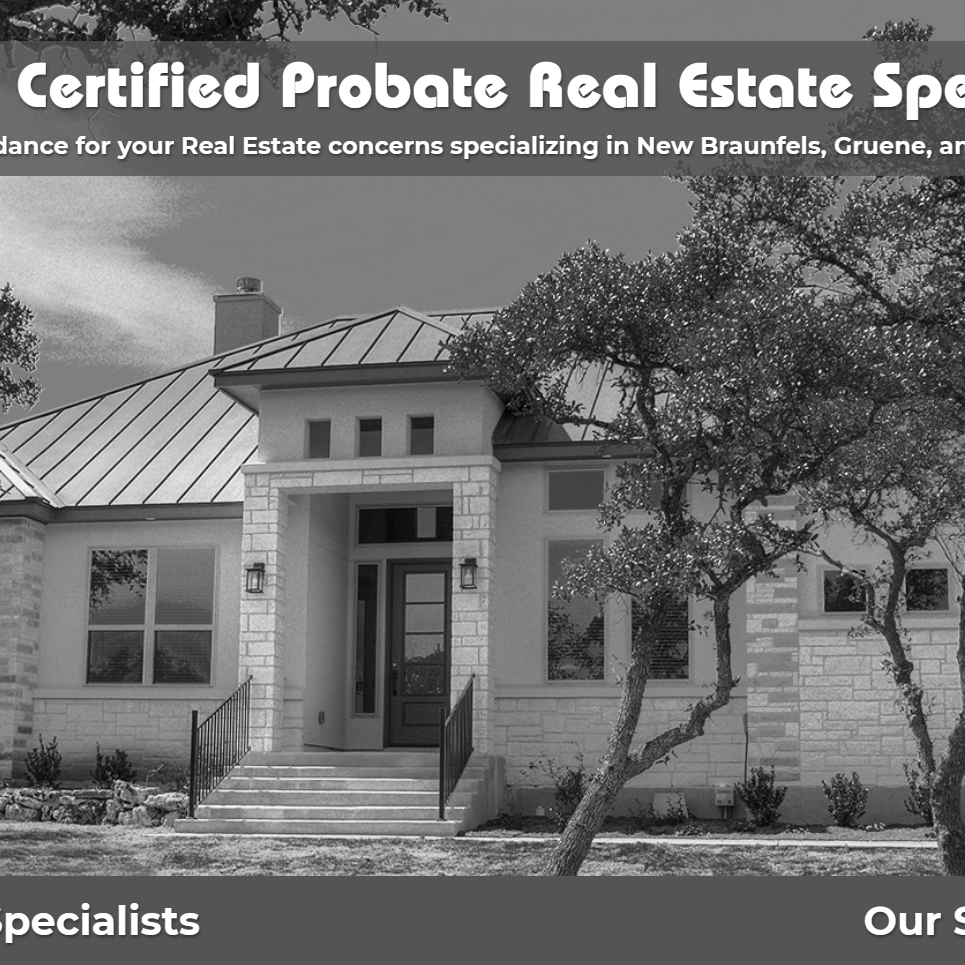 Certified Probate Real Estate Spe
dance for your Real Estate concerns specializing in New Braunfels, Gruene, an
Specialists
Our S